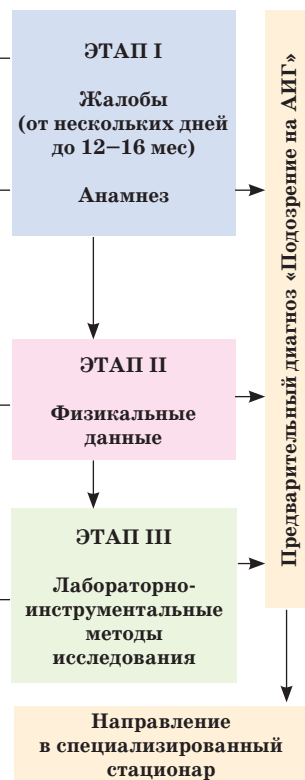 ЭТАП I
Жалобы
(от нескольких дней
до 12–16 мес)
Анамнез
ЭТАП II
Физикальные
данные
ЭТАП III
Лабораторно-
инструментальные
методы
исследования
Предварительный диагноз «Подозрение на АИГ»
Направление
в специализированный
стационар